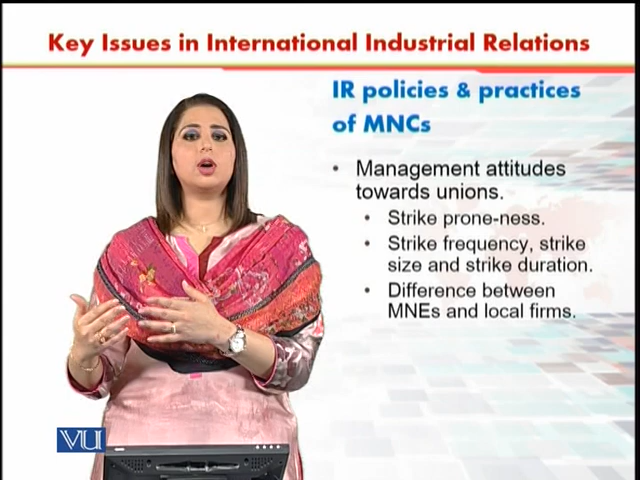 Key Issues in International Industrial Relations
IR policies & practices
of MNCs
• Management attitudes
towards unions.
• Strike prone-ness.
• Strike frequency, strike
size and strike duration.
• Difference between
MNEs and local firms.
VU